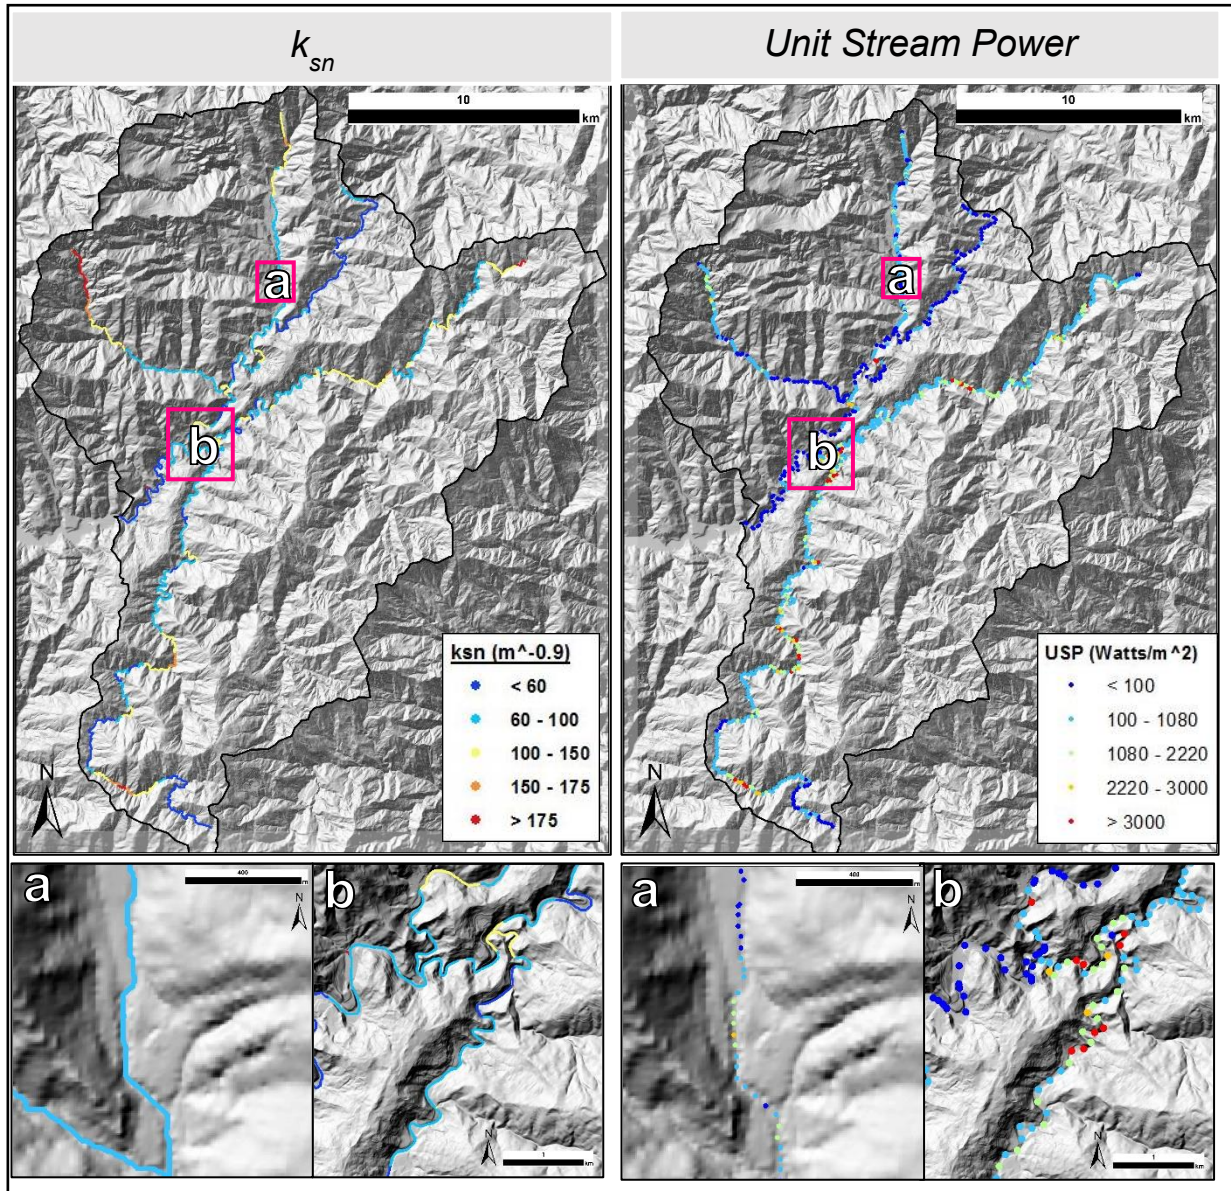 k_sn
Unit Stream Power
10
km
10
km
a
a
b
b
ksn (m^-0.9)
< 60
60 - 100
100 - 150
150 - 175
> 175
N
USP (Watts/m^2)
< 100
100 - 1080
1080 - 2220
2220 - 3000
> 3000
N
a
400
m
N
b
N
1
km
a
400
m
N
b
N
1
km